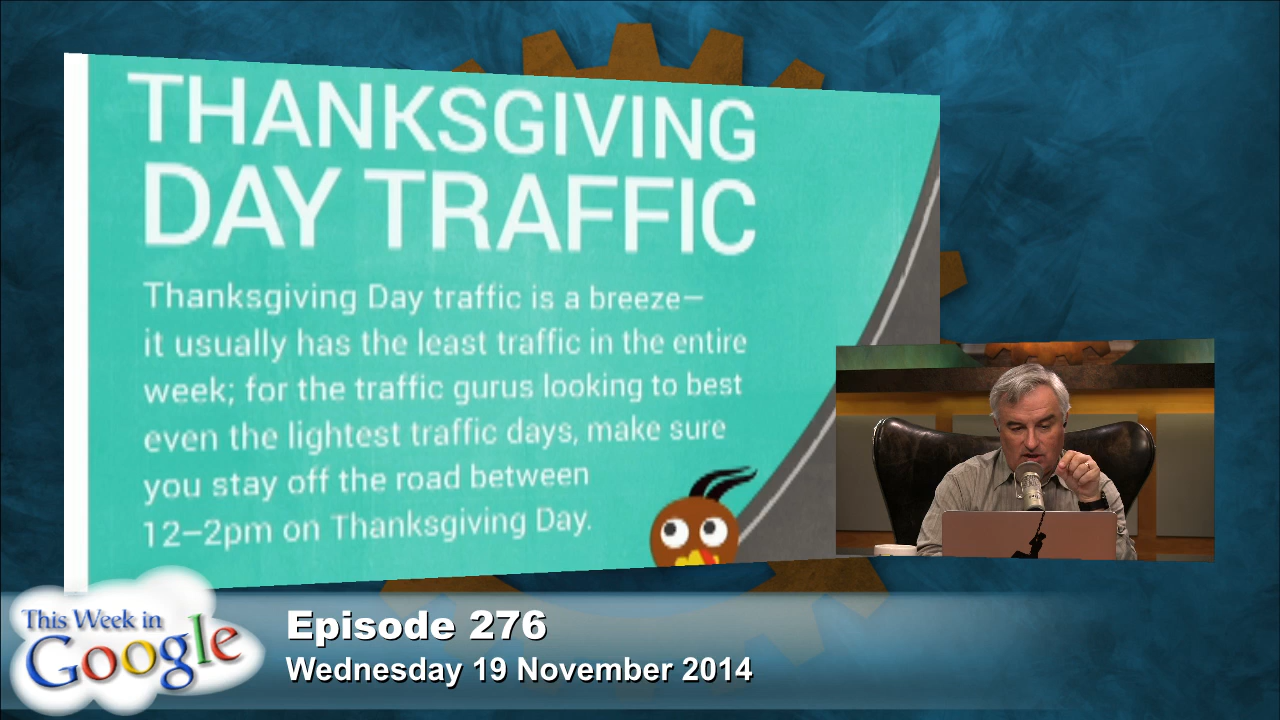 THANKSGIVING
DAY TRAFFIC
Thanksgiving Day traffic is a breeze—
it usually has the least traffic in the entire
week; for the traffic gurus looking to best
even the lightest traffic days, make sure
you stay off the road between
12–2pm on Thanksgiving Day.
This Week in
Google
Episode 276
Wednesday 19 November 2014